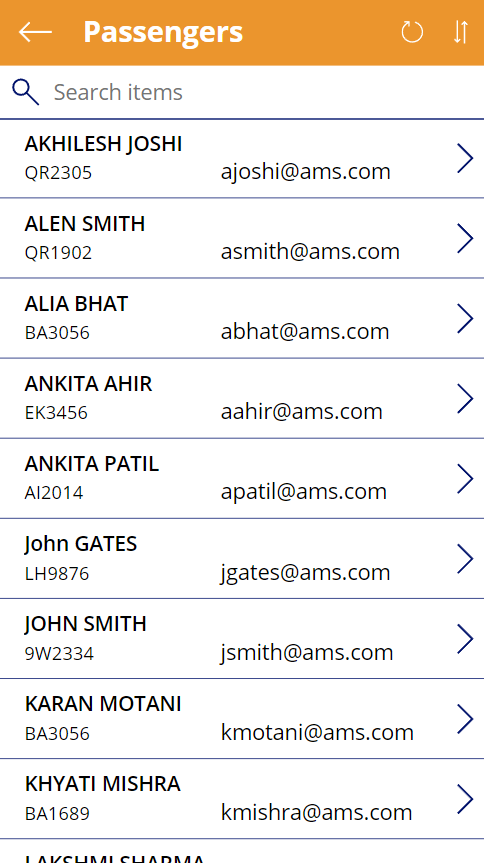 Passengers
Search items
AKHILESH JOSHI
QR2305 ajoshi@ams.com
ALEN SMITH
QR1902 asmith@ams.com
ALIA BHAT
BA3056 abhat@ams.com
ANKITA AHIR
EK3456 aahir@ams.com
ANKITA PATIL
AI2014 apatil@ams.com
John GATES
LH9876 jgates@ams.com
JOHN SMITH
9W2334 jsmith@ams.com
KARAN MOTANI
BA3056 kmotani@ams.com
KHYATI MISHRA
BA1689 kmishra@ams.com
LAKSHMI SHARMA